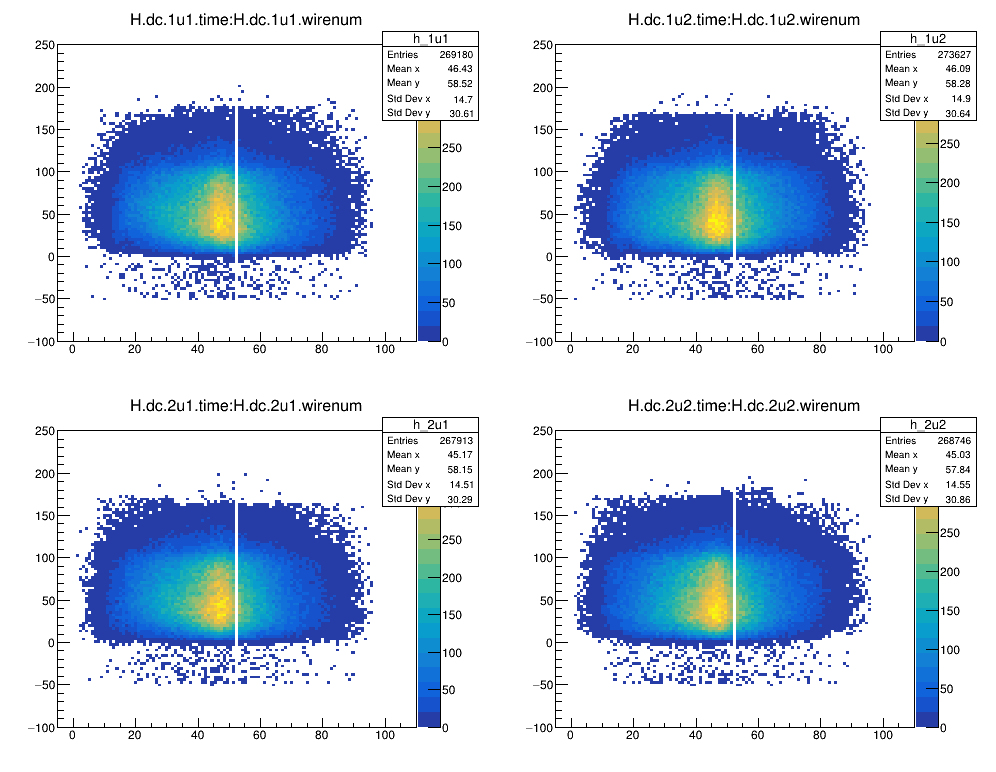 H.dc.1u1.time:H.dc.1u1.wirenum
h_1u1
Entries 269180
Mean x 46.43
Mean y 58.52
Std Dev x 14.7
Std Dev y 30.61
250
200
150
100
50
0
−50
−100
0 20 40 60 80 100
250
200
150
100
50
0
H.dc.1u2.time:H.dc.1u2.wirenum
h_1u2
Entries 273627
Mean x 46.09
Mean y 58.28
Std Dev x 14.9
Std Dev y 30.64
250
200
150
100
50
0
−50
−100
0 20 40 60 80 100
250
200
150
100
50
0
H.dc.2u1.time:H.dc.2u1.wirenum
h_2u1
Entries 267913
Mean x 45.17
Mean y 58.15
Std Dev x 14.51
Std Dev y 30.29
250
200
150
100
50
0
−50
−100
0 20 40 60 80 100
250
200
150
100
50
0
H.dc.2u2.time:H.dc.2u2.wirenum
h_2u2
Entries 268746
Mean x 45.03
Mean y 57.84
Std Dev x 14.55
Std Dev y 30.86
250
200
150
100
50
0
−50
−100
0 20 40 60 80 100
250
200
150
100
50
0